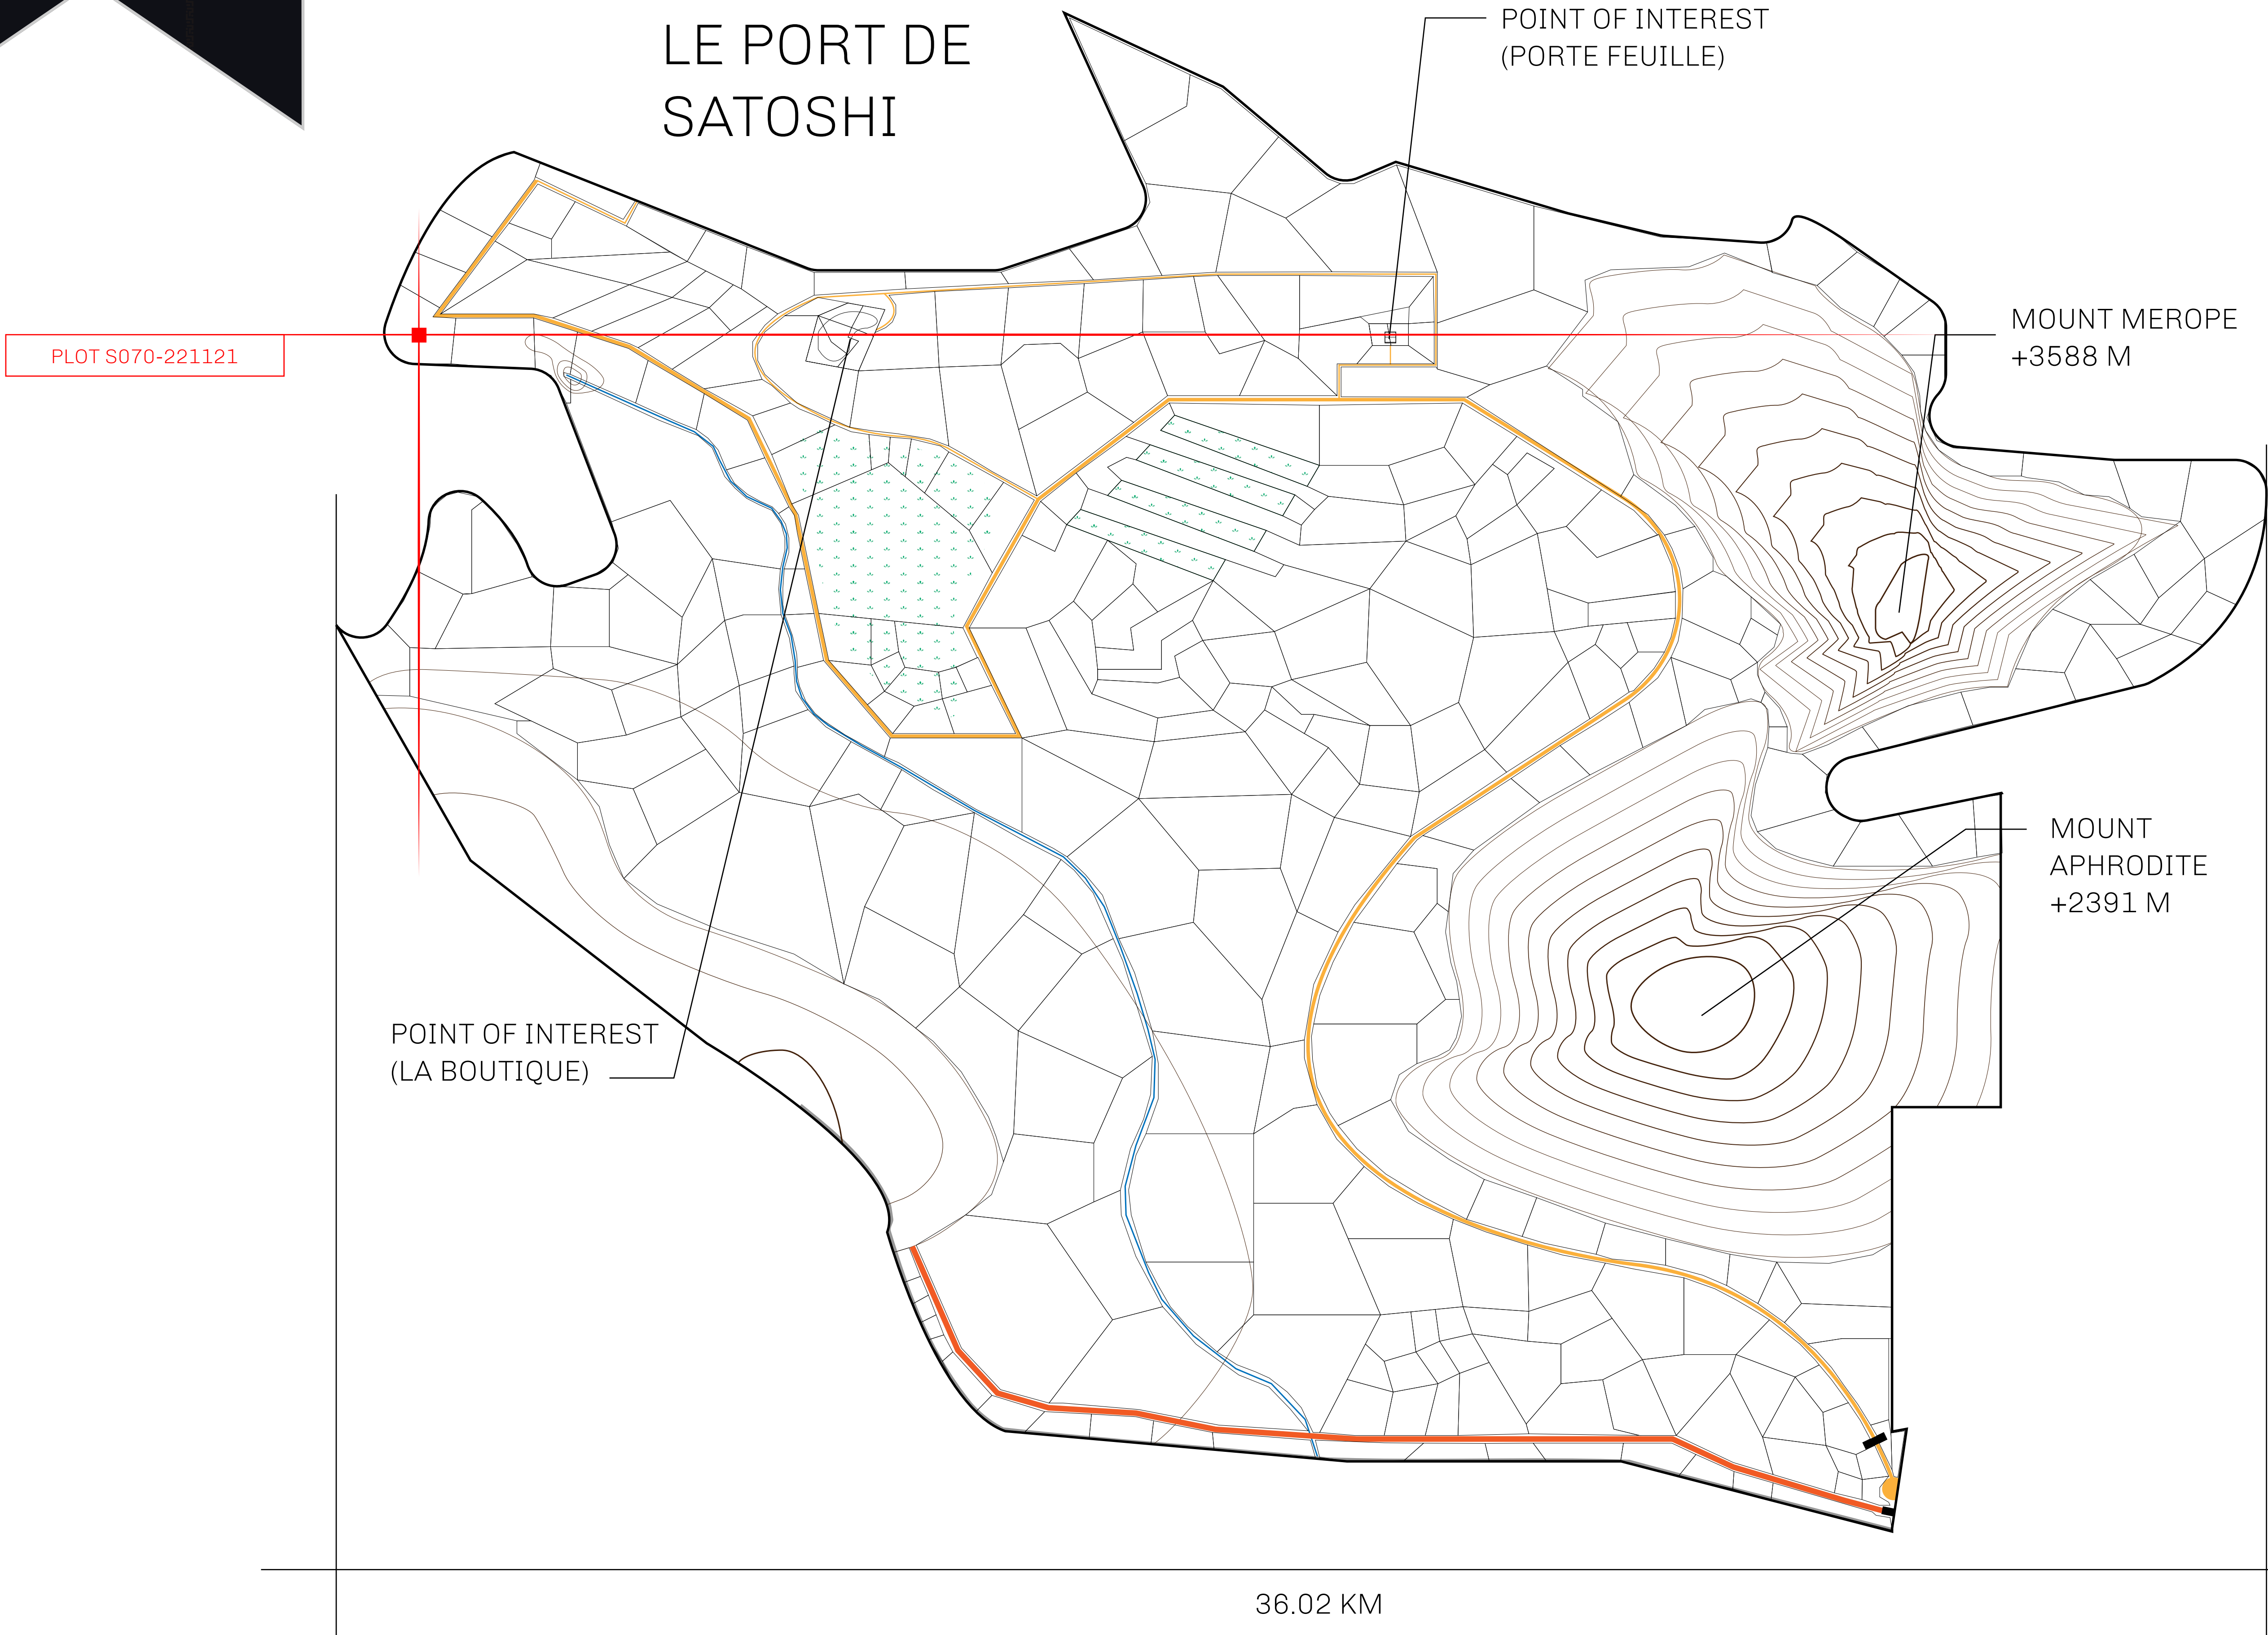 LE PORT DE
SATOSHI
POINT OF INTEREST
(PORTE FEUILLE)
MOUNT MEROPE
+3588 M
PLOT S070-221121
MOUNT
APHRODITE
+2391 M
POINT OF INTEREST
(LA BOUTIQUE)
36.02 KM